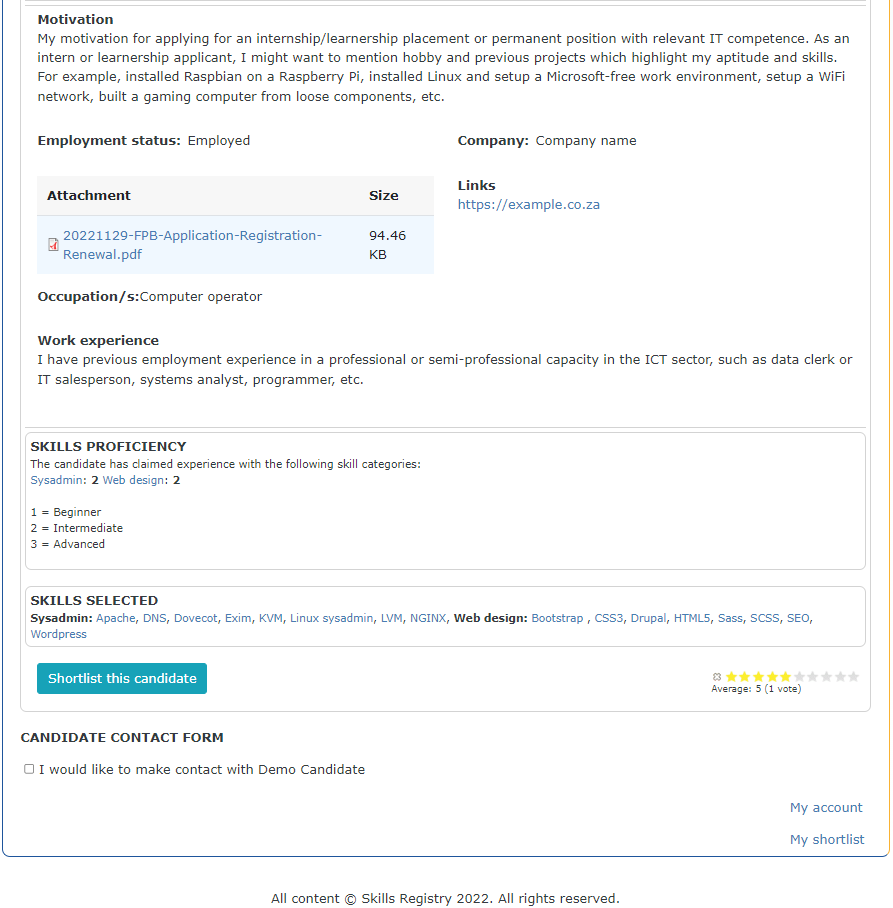 Motivation
My motivation for applying for an internship/learnership placement or permanent position with relevant IT competence. As an
intern or learnership applicant, I might want to mention hobby and previous projects which highlight my aptitude and skills.
For example, installed Raspbian on a Raspberry Pi, installed Linux and setup a Microsoft-free work environment, setup a WiFi
network, built a gaming computer from loose components, etc.
Employment status: Employed
Company: Company name
Attachment Size
20221129-FPB-Application-Registration-
Renewal.pdf
94.46
KB
Links
https://example.co.za
Occupation/s:Computer operator
Work experience
I have previous employment experience in a professional or semi-professional capacity in the ICT sector, such as data clerk or
IT salesperson, systems analyst, programmer, etc.
SKILLS PROFICIENCY
The candidate has claimed experience with the following skill categories:
Sysadmin: 2 Web design: 2
1 = Beginner
2 = Intermediate
3 = Advanced
SKILLS SELECTED
Sysadmin: Apache, DNS, Dovecot, Exim, KVM, Linux sysadmin, LVM, NGINX, Web design: Bootstrap , CSS3, Drupal, HTML5, Sass, SCSS, SEO,
Wordpress
Shortlist this candidate
Average: 5 (1 vote)
CANDIDATE CONTACT FORM
I would like to make contact with Demo Candidate
My account
My shortlist
All content © Skills Registry 2022. All rights reserved.